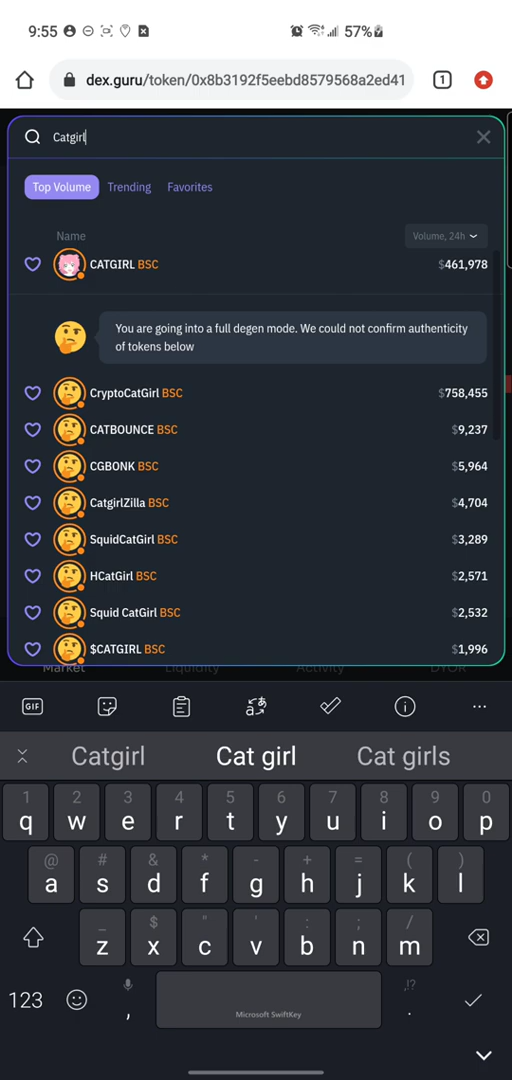 9:55
57%
dex.guru/token/0x8b3192f5eebd8579568a2ed41
1
Catgirl
Top Volume Trending Favorites
Name Volume, 24h
CATGIRL BSC $461,978
You are going into a full degen mode. We could not confirm authenticity
of tokens below
CryptoCatGirl BSC $758,455
CATBOUNCE BSC $9,237
CGBONK BSC $5,964
CatgirlZilla BSC $4,704
SquidCatGirl BSC $3,289
HCatGirl BSC $2,571
Squid CatGirl BSC $2,532
$CATGIRL BSC $1,996
Market Liquidity Activity DYOR
GIF
Catgirl Cat girl Cat girls
1 2 3 4 5 6 7 8 9 0
q w e r t y u i o p
@ # & * - + = ( )
a s d f g h j k l
_ $ " ' : ; /
z x c v b n m
123 , Microsoft SwiftKey ,!? .